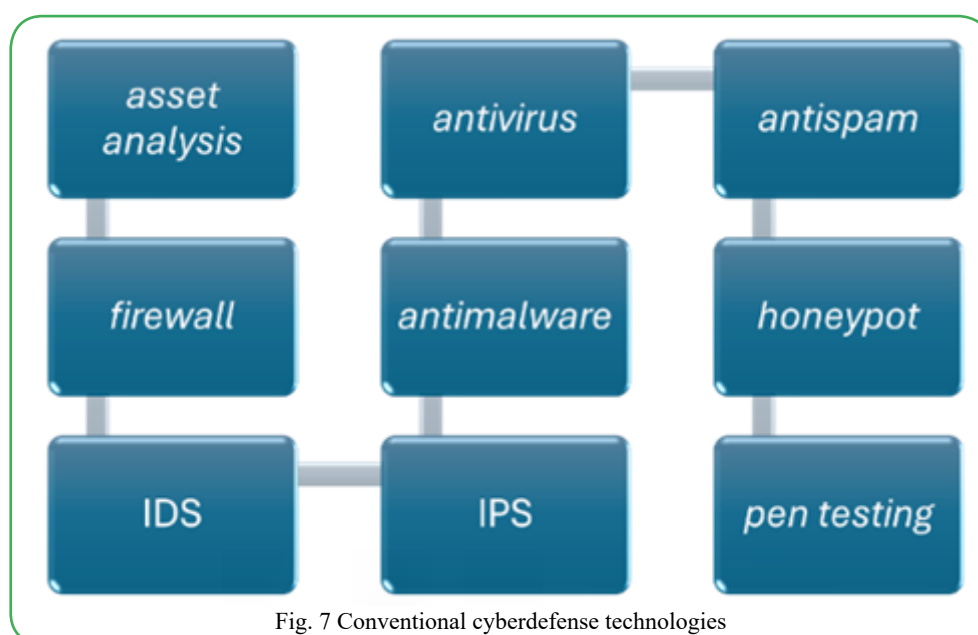 asset
analysis
firewall
IDS
IPS
antimalware
antivirus
antispam
honeypot
pen testing
Fig. 7 Conventional cyberdefense technologies